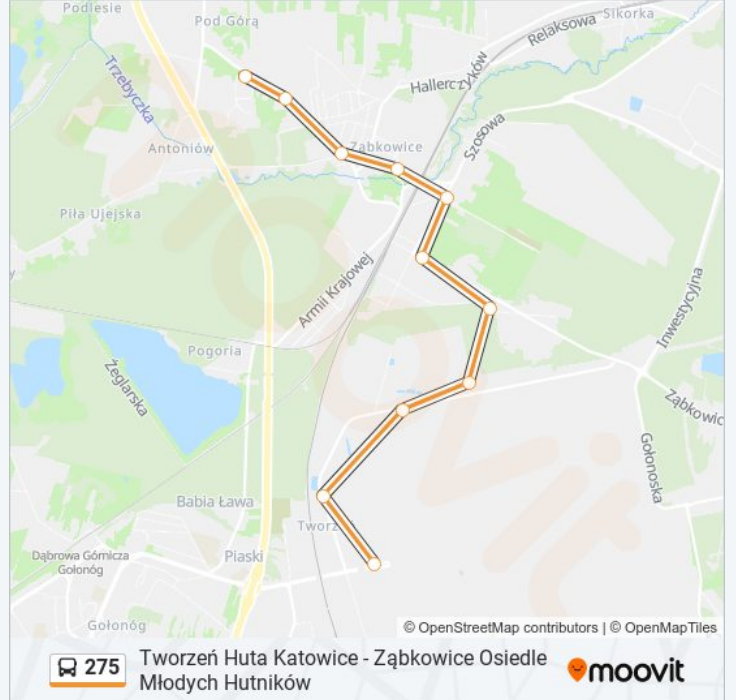 Podlesie
Pod Górą
Sikorka
Relaksowa
Trzebyczka
Hallerczyków
Szosowa
Antoniów
Ząbkowice
Piła Ujejska
Armii Krajowej
Inwestycyjna
Pogoria
Żeglarska
Ząbkowic
Gołonoska
Babia Ława
Tworz
Dąbrowa Górnicza
Gołonóg
Piaski
Gołonóg
© OpenStreetMap contributors | © OpenMapTiles
275
Tworzeń Huta Katowice - Ząbkowice Osiedle
Młodych Hutników
moovit